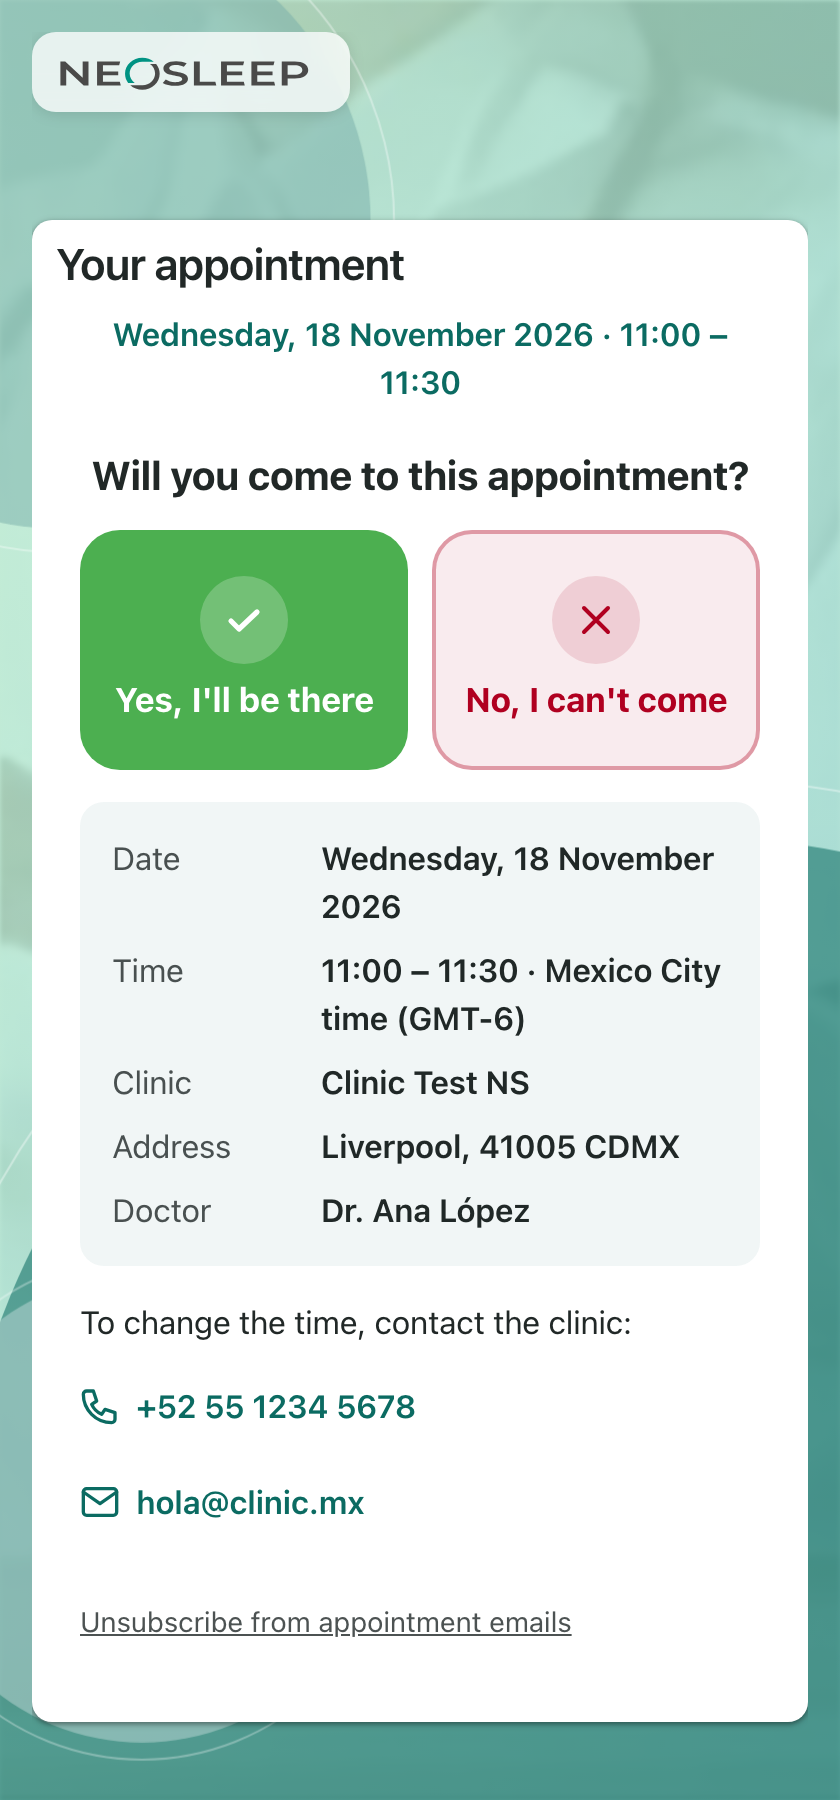 NEOSLEEP
Your appointment
Wednesday, 18 November 2026 · 11:00 –
11:30
Will you come to this appointment?
Yes, I'll be there
No, I can't come
Date
Wednesday, 18 November
2026
Time
11:00 – 11:30 · Mexico City
time (GMT-6)
Clinic
Clinic Test NS
Address
Liverpool, 41005 CDMX
Doctor
Dr. Ana López
To change the time, contact the clinic:
+52 55 1234 5678
hola@clinic.mx
Unsubscribe from appointment emails